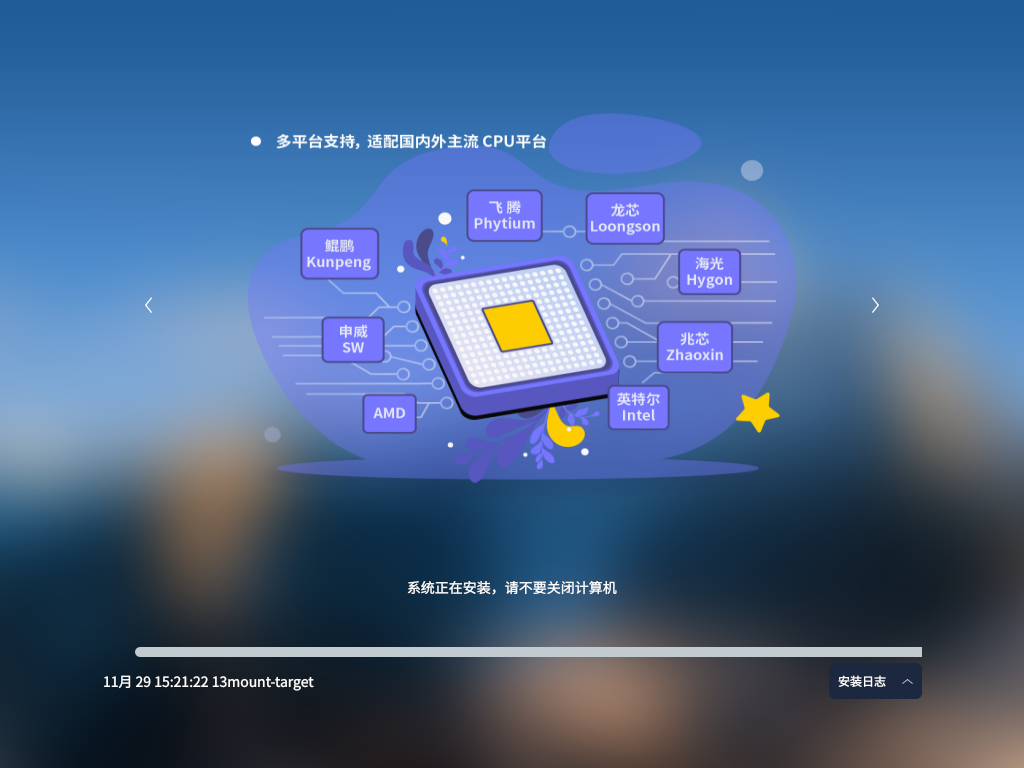 多平台支持, 适配国内外主流 CPU平台
飞 腾
Phytium
龙芯
Loongson
鲲鹏
Kunpeng
海光
Hygon
申威
SW
兆芯
Zhaoxin
AMD
英特尔
Intel
系统正在安装，请不要关闭计算机
11月 29 15:21:22 13mount-target
安装日志